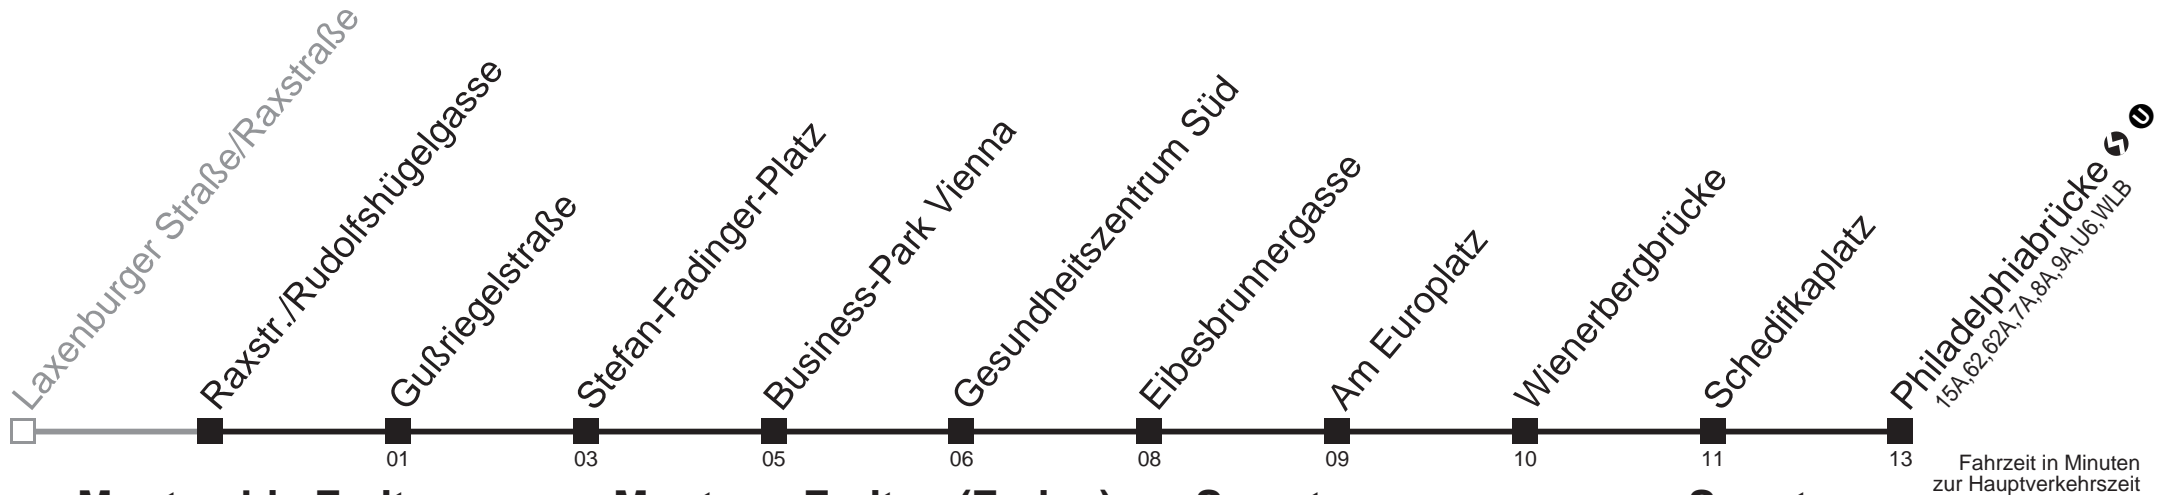 Laxenburger Straße/Raxstraße
Raxstr./Rudolfshügelgasse
Gußriegelstraße
Stefan-Fadinger-Platz
Business-Park Vienna
Gesundheitszentrum Süd
Eibesbrunnergasse
Am Europlatz
Wienerbergbrücke
Schedifkaplatz
Philadelphiabrücke U
15A,62,62A,7A,8A,9A,U6,WLB
01 03 05 06 08 09 10 11 13
Fahrzeit in Minuten
zur Hauptverkehrszeit